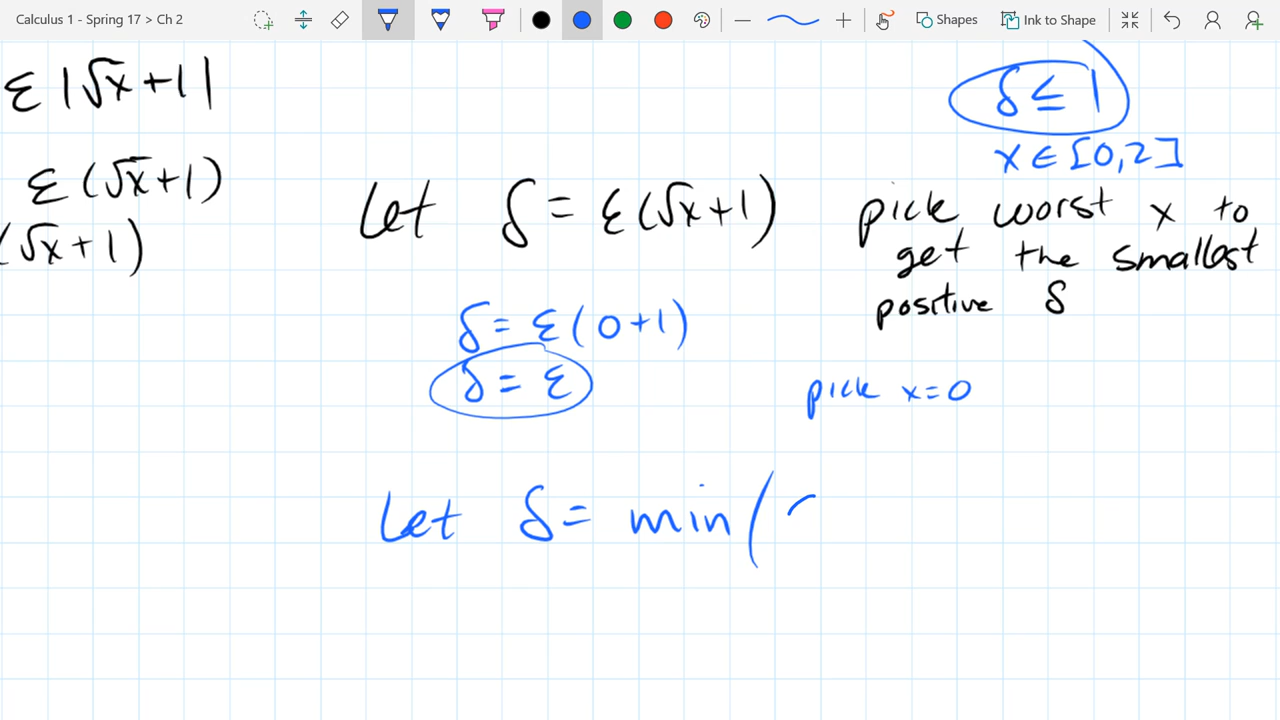 Calculus 1 - Spring 17 > Ch 2
Shapes
Ink to Shape
ε |√x+1|
δ ≤ 1
x ∈ [0,2]
ε (√x+1)
(√x+1)
Let δ = ε(√x+1)
pick worst x to
get the smallest
positive δ
δ = ε(0+1)
δ = ε
pick x=0
Let δ = min(